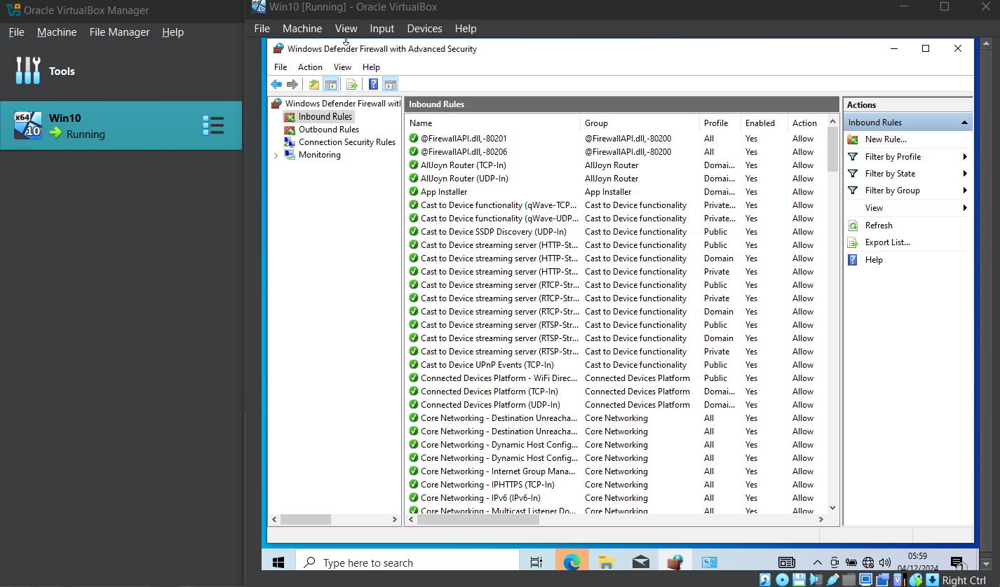 Oracle VirtualBox Manager
File Machine File Manager Help
Tools
Win10
Running
Win10 [Running] - Oracle VirtualBox
File Machine View Input Devices Help
Windows Defender Firewall with Advanced Security
File Action View Help
Windows Defender Firewall wit
Inbound Rules
Outbound Rules
Connection Security Rules
Monitoring
Inbound Rules
Name Group Profile Enabled Action
@FirewallAPI.dll,-80201 @FirewallAPI.dll,-80200 All Yes Allow
@FirewallAPI.dll,-80206 @FirewallAPI.dll,-80200 All Yes Allow
AllJoyn Router (TCP-In) AllJoyn Router Domai... Yes Allow
AllJoyn Router (UDP-In) AllJoyn Router Domai... Yes Allow
App Installer App Installer Domai... Yes Allow
Cast to Device functionality (qWave-TCP... Cast to Device functionality Private... Yes Allow
Cast to Device functionality (qWave-UDP... Cast to Device functionality Private... Yes Allow
Cast to Device SSDP Discovery (UDP-In) Cast to Device functionality Public Yes Allow
Cast to Device streaming server (HTTP-St... Cast to Device functionality Public Yes Allow
Cast to Device streaming server (HTTP-St... Cast to Device functionality Domain Yes Allow
Cast to Device streaming server (HTTP-St... Cast to Device functionality Private Yes Allow
Cast to Device streaming server (RTCP-Str... Cast to Device functionality Public Yes Allow
Cast to Device streaming server (RTCP-Str... Cast to Device functionality Private Yes Allow
Cast to Device streaming server (RTCP-Str... Cast to Device functionality Domain Yes Allow
Cast to Device streaming server (RTSP-Str... Cast to Device functionality Public Yes Allow
Cast to Device streaming server (RTSP-Str... Cast to Device functionality Domain Yes Allow
Cast to Device streaming server (RTSP-Str... Cast to Device functionality Private Yes Allow
Cast to Device UPnP Events (TCP-In) Cast to Device functionality Public Yes Allow
Connected Devices Platform - WiFi Direc... Connected Devices Platform Public Yes Allow
Connected Devices Platform (TCP-In) Connected Devices Platform Domai... Yes Allow
Connected Devices Platform (UDP-In) Connected Devices Platform Domai... Yes Allow
Core Networking - Destination Unreacha... Core Networking All Yes Allow
Core Networking - Destination Unreacha... Core Networking All Yes Allow
Core Networking - Dynamic Host Config... Core Networking All Yes Allow
Core Networking - Dynamic Host Config... Core Networking All Yes Allow
Core Networking - Internet Group Mana... Core Networking All Yes Allow
Core Networking - IPHTTPS (TCP-In) Core Networking All Yes Allow
Core Networking - IPv6 (IPv6-In) Core Networking All Yes Allow
Core Networking - Multicast Listener Do... Core Networking All Yes Allow
Actions
Inbound Rules
New Rule...
Filter by Profile
Filter by State
Filter by Group
View
Refresh
Export List...
Help
Type here to search
05:59
04/12/2024
1
Right Ctrl
x64
10